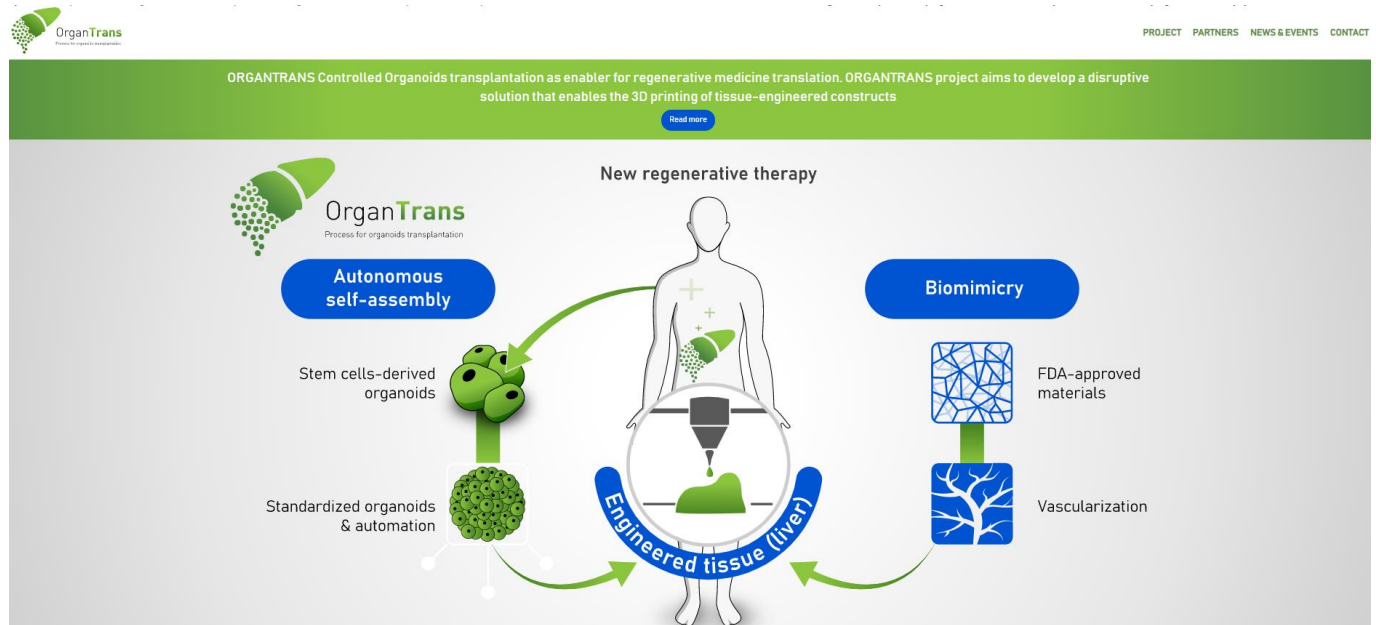 OrganTrans
Process for organoids transplantation
PROJECT PARTNERS NEWS & EVENTS CONTACT
ORGANTRANS Controlled Organoids transplantation as enabler for regenerative medicine translation. ORGANTRANS project aims to develop a disruptive
solution that enables the 3D printing of tissue-engineered constructs
Read more
New regenerative therapy
OrganTrans
Process for organoids transplantation
Autonomous
self-assembly
Biomimicry
Stem cells-derived
organoids
FDA-approved
materials
Standardized organoids
& automation
Vascularization
Engineered tissue (liver)